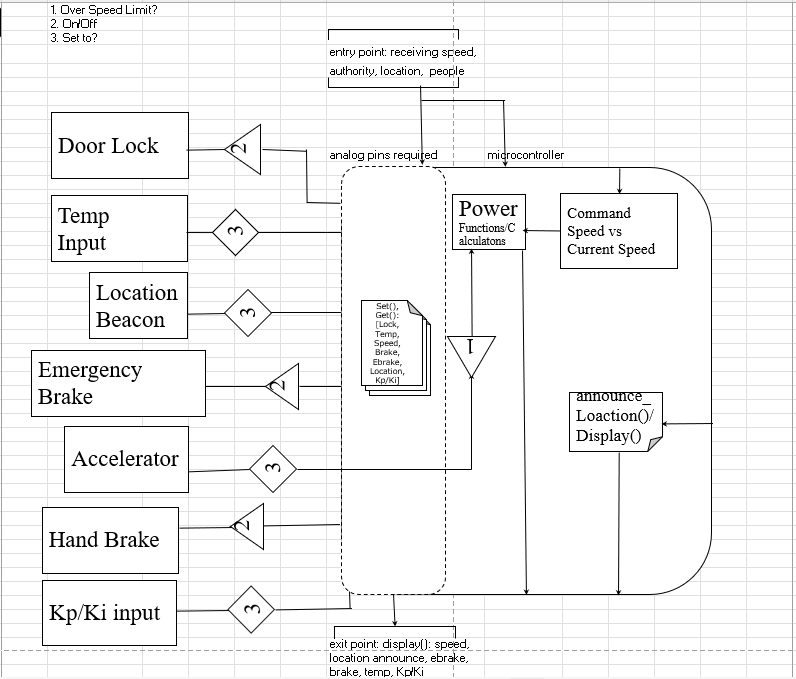 1. Over Speed Limit?
2. On/Off
3. Set to?
entry point: receiving speed,
authority, location, people
analog pins required
microcontroller
Door Lock
2
Temp
Input
3
Location
Beacon
3
Emergency
Brake
2
Accelerator
3
Hand Brake
2
Kp/Ki input
3
Set(),
Get():
[Lock,
Temp,
Speed,
Brake,
Ebrake,
Location,
Kp/Ki]
Power
Functions/C
alculatons
Command
Speed vs
Current Speed
1
announce_
Loaction()/
Display()
exit point: display(): speed,
location announce, ebrake,
brake, temp, Kp/Ki